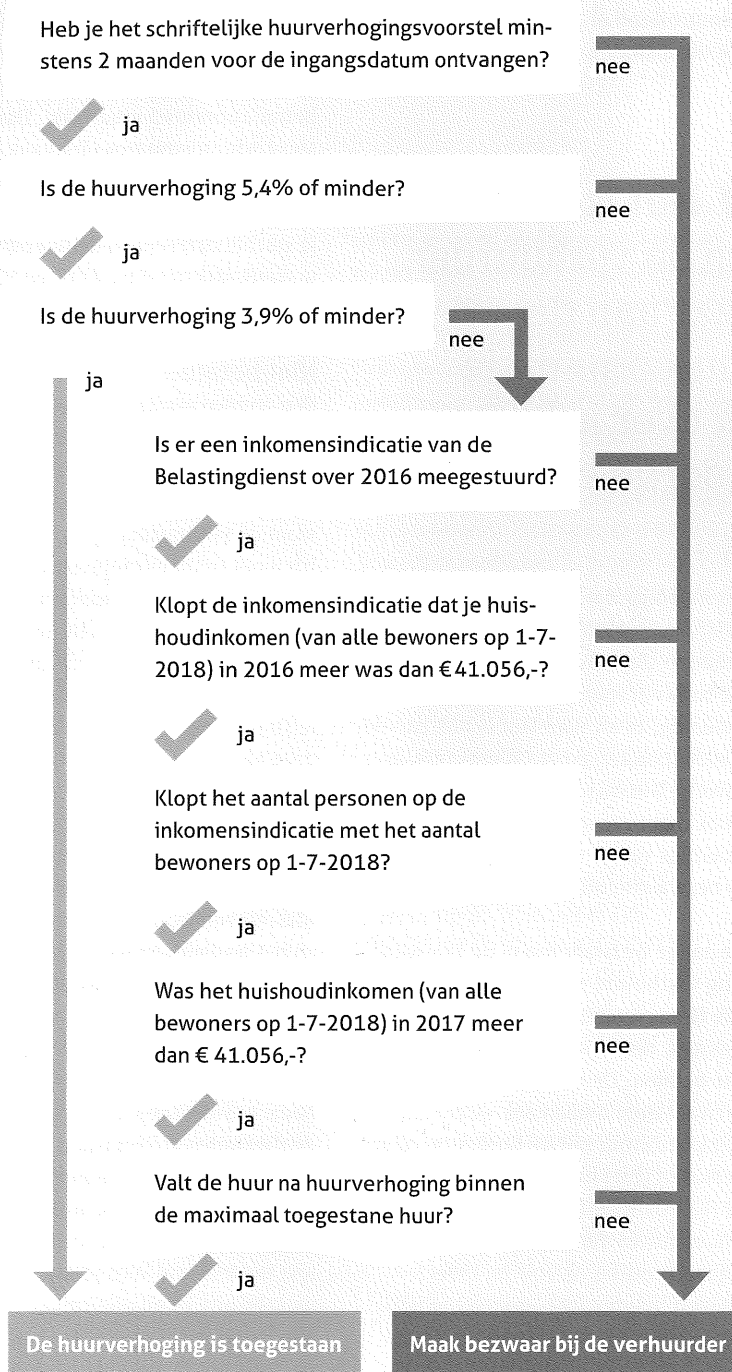 Heb je het schriftelijke huurverhogingsvoorstel min-
stens 2 maanden voor de ingangsdatum ontvangen?
nee
ja
Is de huurverhoging 5,4% of minder?
nee
ja
Is de huurverhoging 3,9% of minder?
nee
ja
Is er een inkomensindicatie van de
Belastingdienst over 2016 meegestuurd?
nee
ja
Klopt de inkomensindicatie dat je huis-
houdinkomen (van alle bewoners op 1-7-
2018) in 2016 meer was dan €41.056,-?
nee
ja
Klopt het aantal personen op de
inkomensindicatie met het aantal
bewoners op 1-7-2018?
nee
ja
Was het huishoudinkomen (van alle
bewoners op 1-7-2018) in 2017 meer
dan € 41.056,-?
nee
ja
Valt de huur na huurverhoging binnen
de maximaal toegestane huur?
nee
ja
De huurverhoging is toegestaan
Maak bezwaar bij de verhuurder